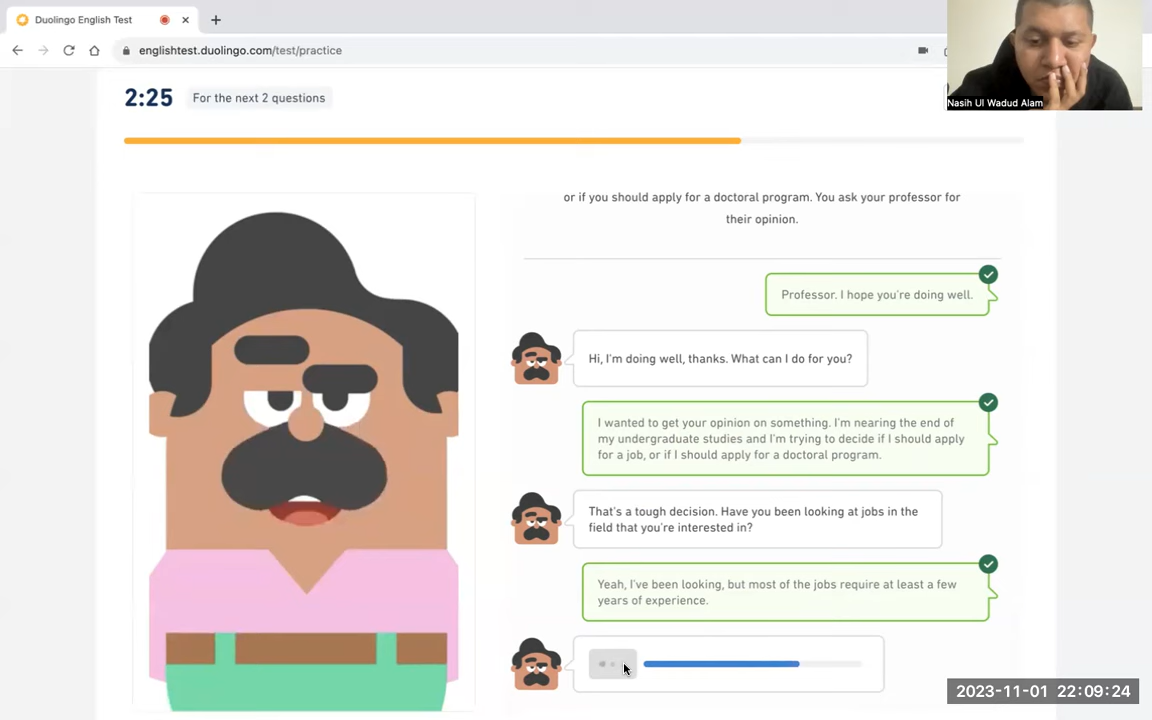 Duolingo English Test
englishtest.duolingo.com/test/practice
Nasih Ul Wadud Alam
2:25
For the next 2 questions
or if you should apply for a doctoral program. You ask your professor for
their opinion.
Professor. I hope you're doing well.
Hi, I'm doing well, thanks. What can I do for you?
I wanted to get your opinion on something. I'm nearing the end of
my undergraduate studies and I'm trying to decide if I should apply
for a job, or if I should apply for a doctoral program.
That's a tough decision. Have you been looking at jobs in the
field that you're interested in?
Yeah, I've been looking, but most of the jobs require at least a few
years of experience.
2023-11-01 22:09:24